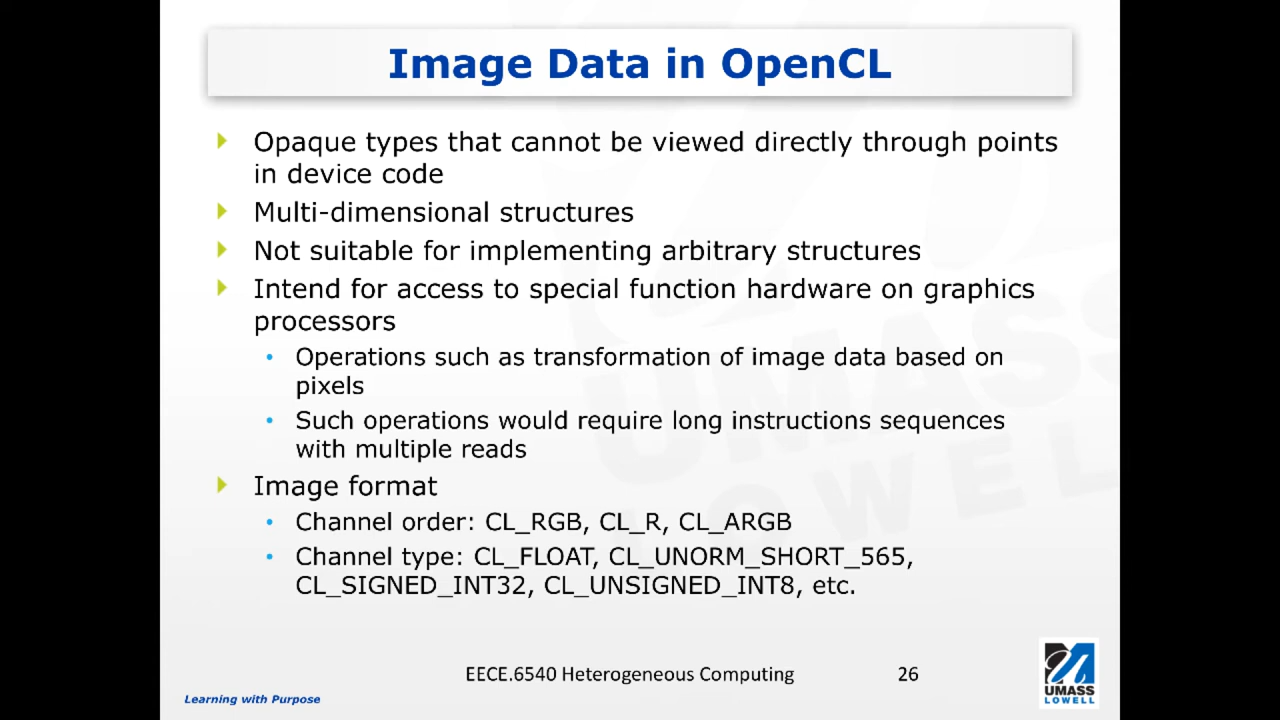 Image Data in OpenCL
Opaque types that cannot be viewed directly through points
in device code
Multi-dimensional structures
Not suitable for implementing arbitrary structures
Intend for access to special function hardware on graphics
processors
Operations such as transformation of image data based on
pixels
Such operations would require long instructions sequences
with multiple reads
Image format
Channel order: CL_RGB, CL_R, CL_ARGB
Channel type: CL_FLOAT, CL_UNORM_SHORT_565,
CL_SIGNED_INT32, CL_UNSIGNED_INT8, etc.
UMASS
LOWELL
EECE.6540 Heterogeneous Computing
26
Learning with Purpose
UMASS
LOWELL